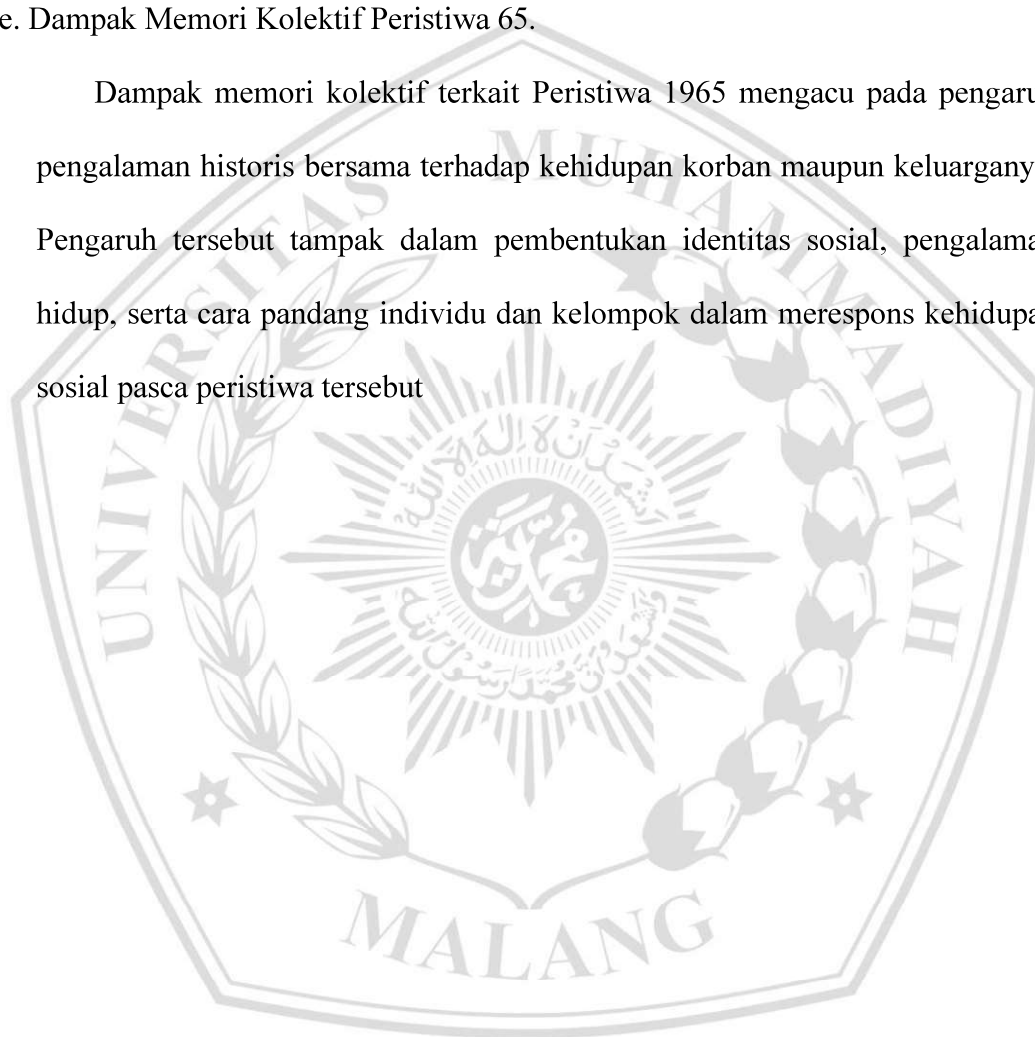 e. Dampak Memori Kolektif Peristiwa 65.
Dampak memori kolektif terkait Peristiwa 1965 mengacu pada pengaru
pengalaman historis bersama terhadap kehidupan korban maupun keluargany
Pengaruh tersebut tampak dalam pembentukan identitas sosial, pengalama
hidup, serta cara pandang individu dan kelompok dalam merespons kehidupa
sosial pasca peristiwa tersebut
UNIVERSITAS MUHAMMADIYAH
MALANG